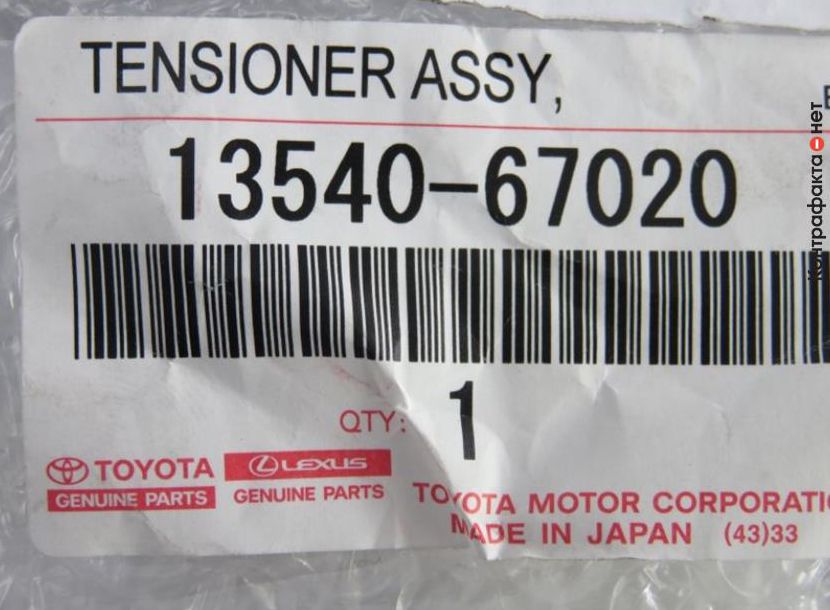 TENSIONER ASSY,
13540-67020
QTY: 1
TOYOTA
GENUINE PARTS
LEXUS
GENUINE PARTS
TOYOTA MOTOR CORPORATI
MADE IN JAPAN (43)33
Контрафакта нет